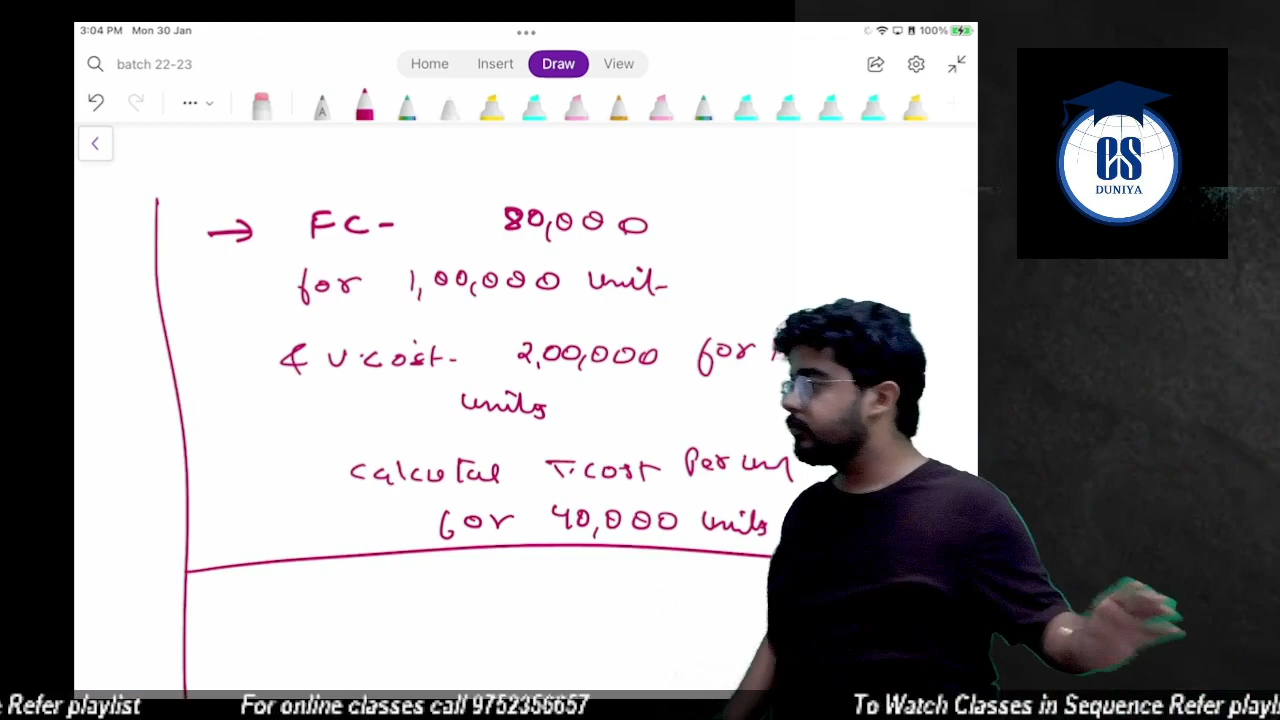 3:04 PM Mon 30 Jan
100%
batch 22-23
Home Insert Draw View
A
→ FC - 80,000
for 1,00,000 unit
& V.cost - 2,00,000 for
units
T.cost Per
for 40,000 units
CS
DUNIYA
Refer playlist For online classes call 9752356657 To Watch Classes in Sequence Refer